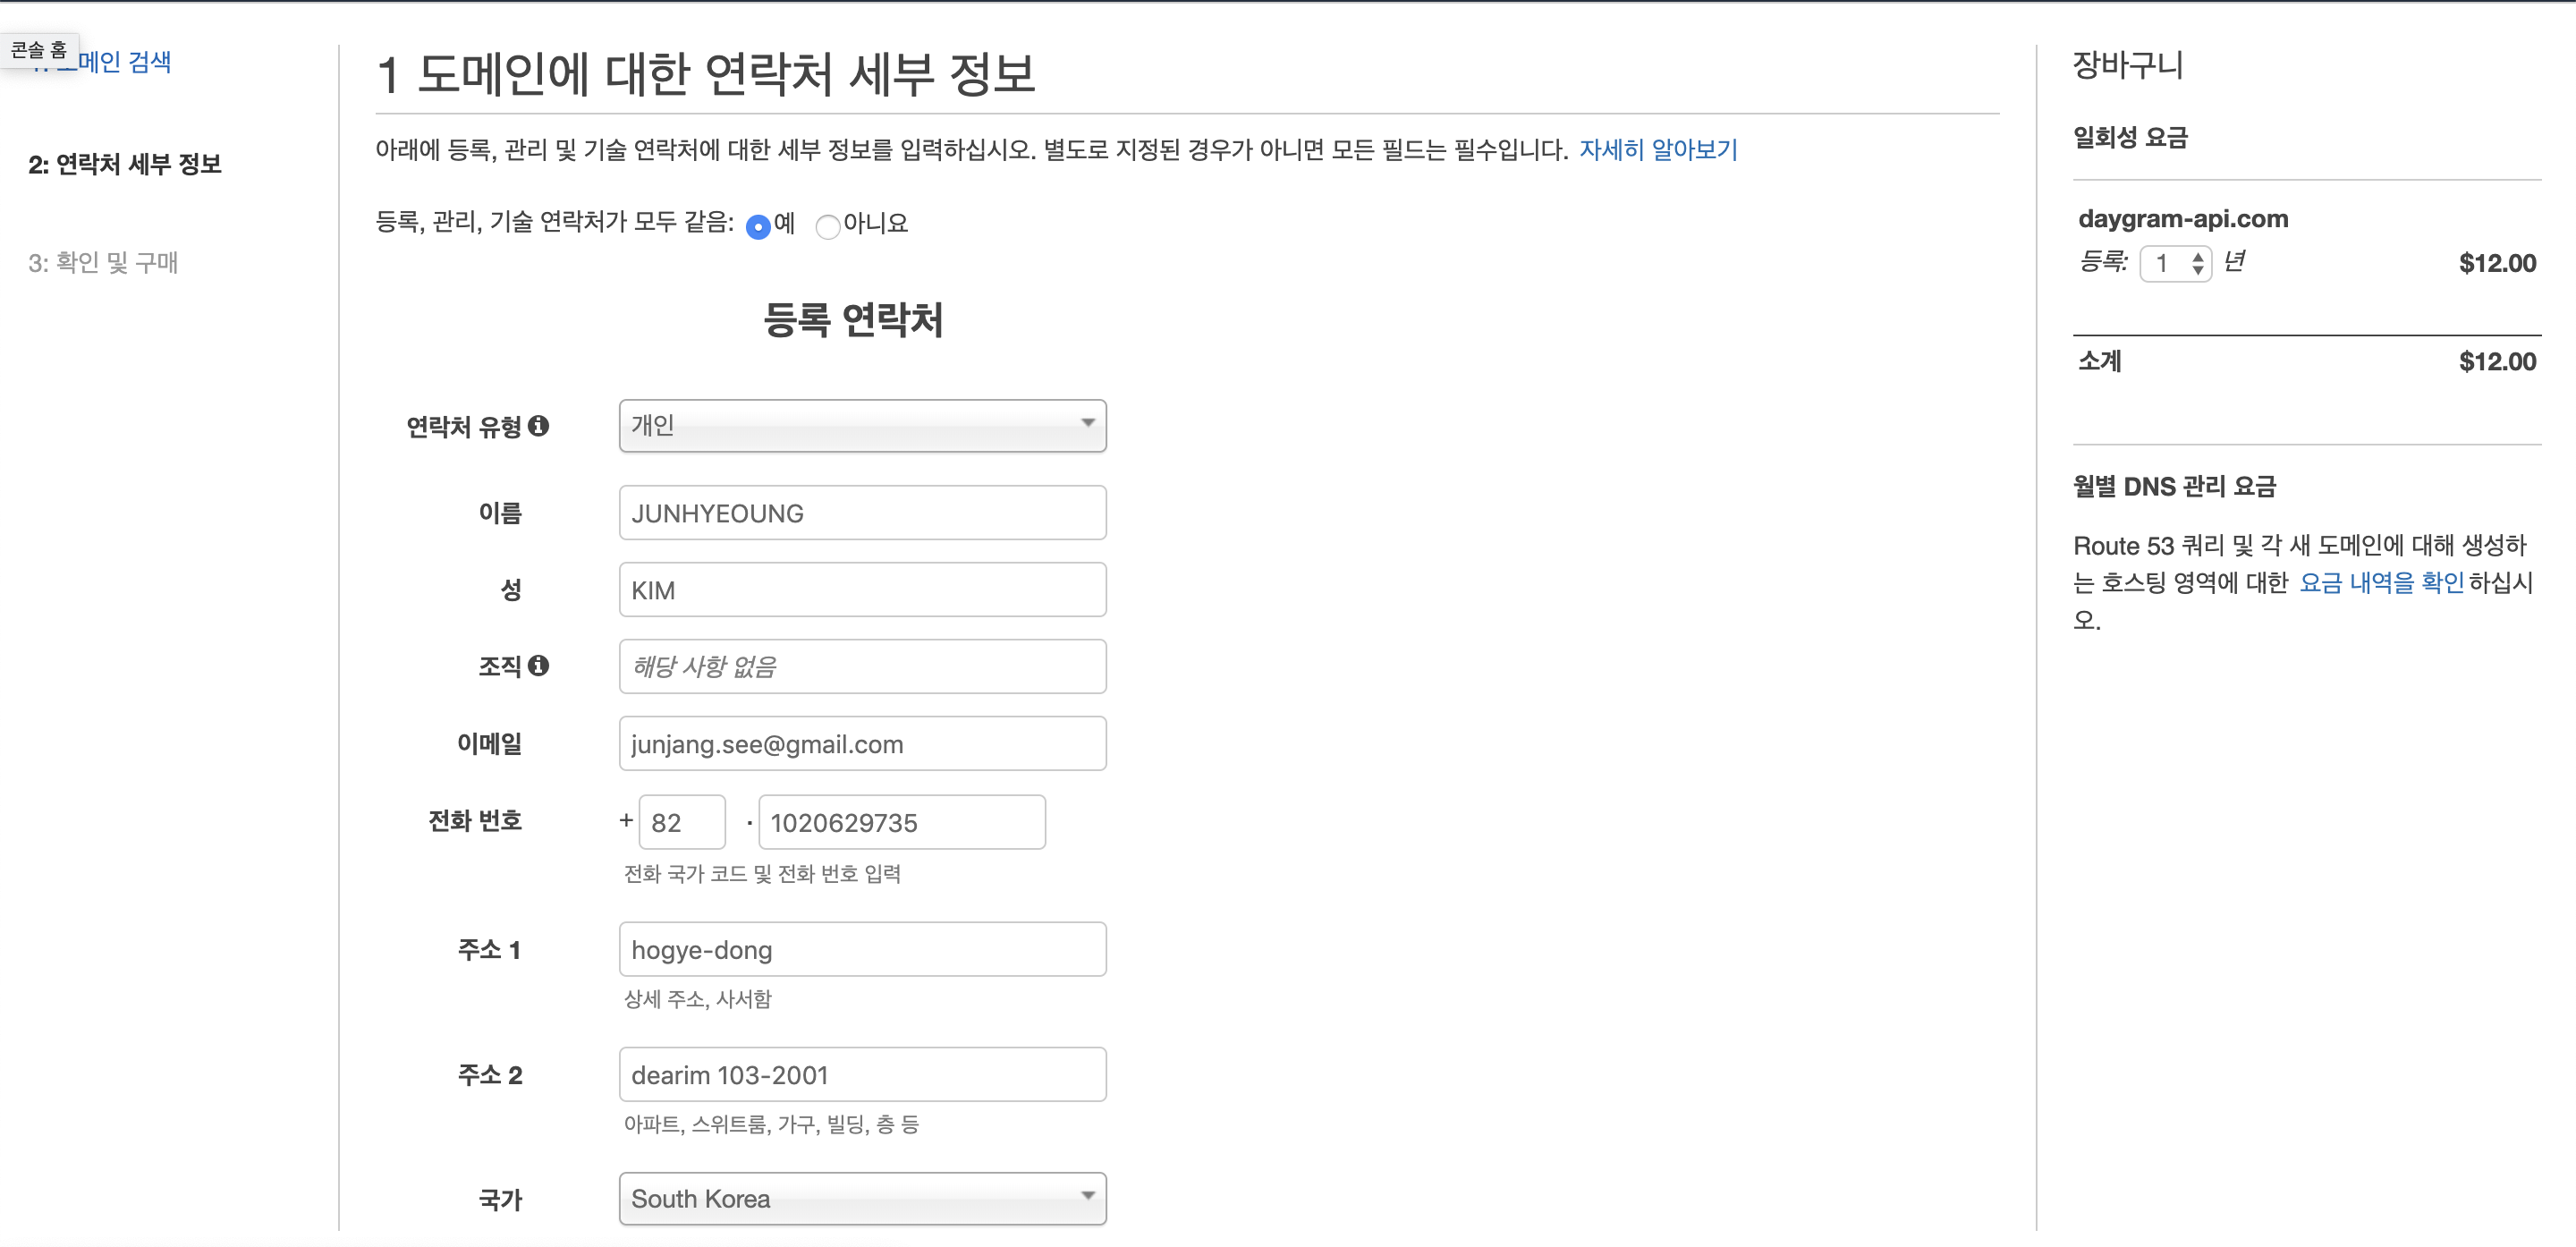 콘솔 홈
메인 검색
2: 연락처 세부 정보
3: 확인 및 구매
1 도메인에 대한 연락처 세부 정보
아래에 등록, 관리 및 기술 연락처에 대한 세부 정보를 입력하십시오. 별도로 지정된 경우가 아니면 모든 필드는 필수입니다. 자세히 알아보기
등록, 관리, 기술 연락처가 모두 같음: 예 아니요
등록 연락처
연락처 유형 개인
이름 JUNHYEOUNG
성 KIM
조직 해당 사항 없음
이메일 junjang.see@gmail.com
전화 번호 + 82 · 1020629735
전화 국가 코드 및 전화 번호 입력
주소 1 hogye-dong
상세 주소, 사서함
주소 2 dearim 103-2001
아파트, 스위트룸, 가구, 빌딩, 층 등
국가 South Korea
장바구니
일회성 요금
daygram-api.com
등록: 1 년 $12.00
소계 $12.00
월별 DNS 관리 요금
Route 53 쿼리 및 각 새 도메인에 대해 생성하
는 호스팅 영역에 대한 요금 내역을 확인하십시
오.